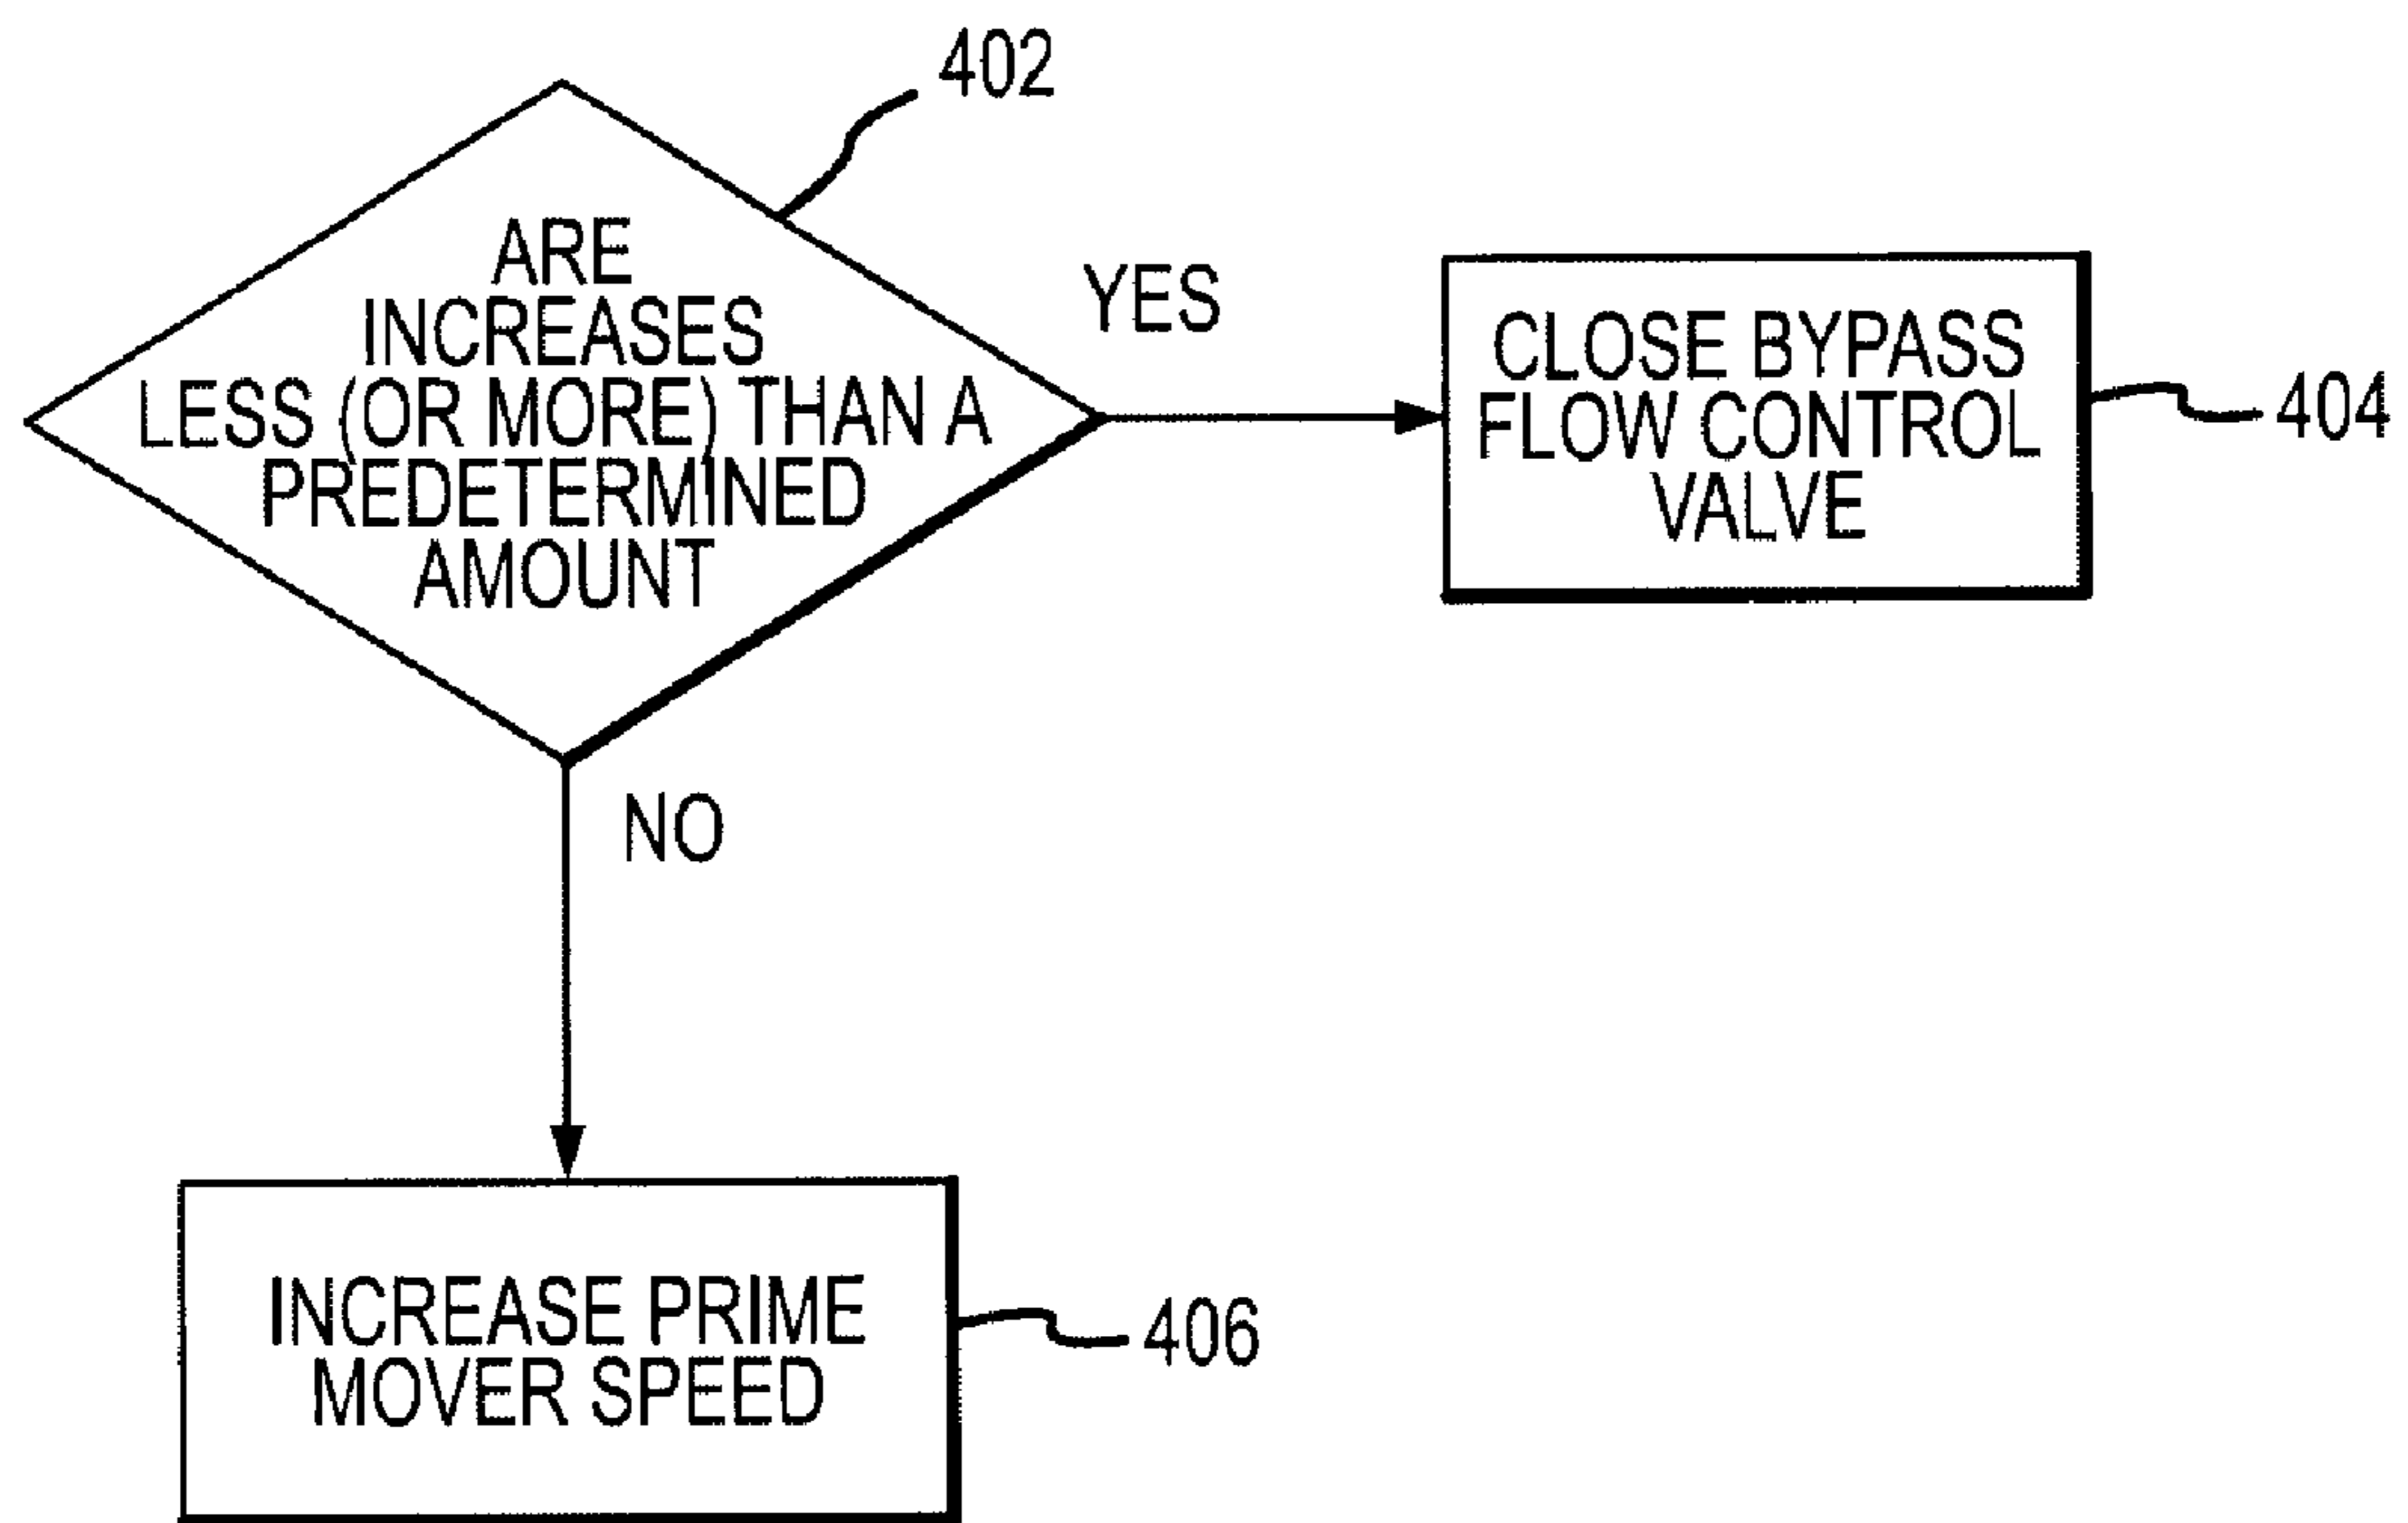 402
ARE
INCREASES
LESS (OR MORE) THAN A
PREDETERMINED
AMOUNT
YES
CLOSE BYPASS
FLOW CONTROL
VALVE
404
NO
INCREASE PRIME
MOVER SPEED
406